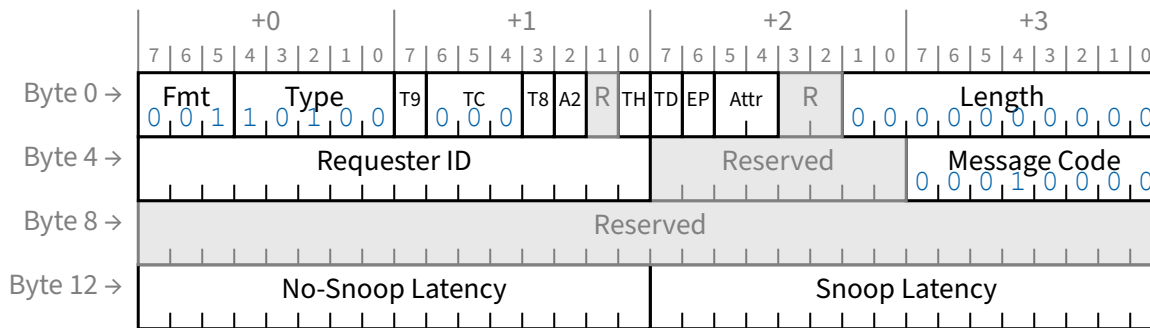 +0 +1 +2 +3
7 6 5 4 3 2 1 0 7 6 5 4 3 2 1 0 7 6 5 4 3 2 1 0 7 6 5 4 3 2 1 0
Byte 0 → Fmt Type T9 TC T8 A2 R TH TD EP Attr R Length
0 0 1 1 0 1 0 0 0 0 0 0 0 0 0 0 0 0 0 0 0
Byte 4 → Requester ID Reserved Message Code
0 0 0 1 0 0 0 0
Byte 8 → Reserved
Byte 12 → No-Snoop Latency Snoop Latency